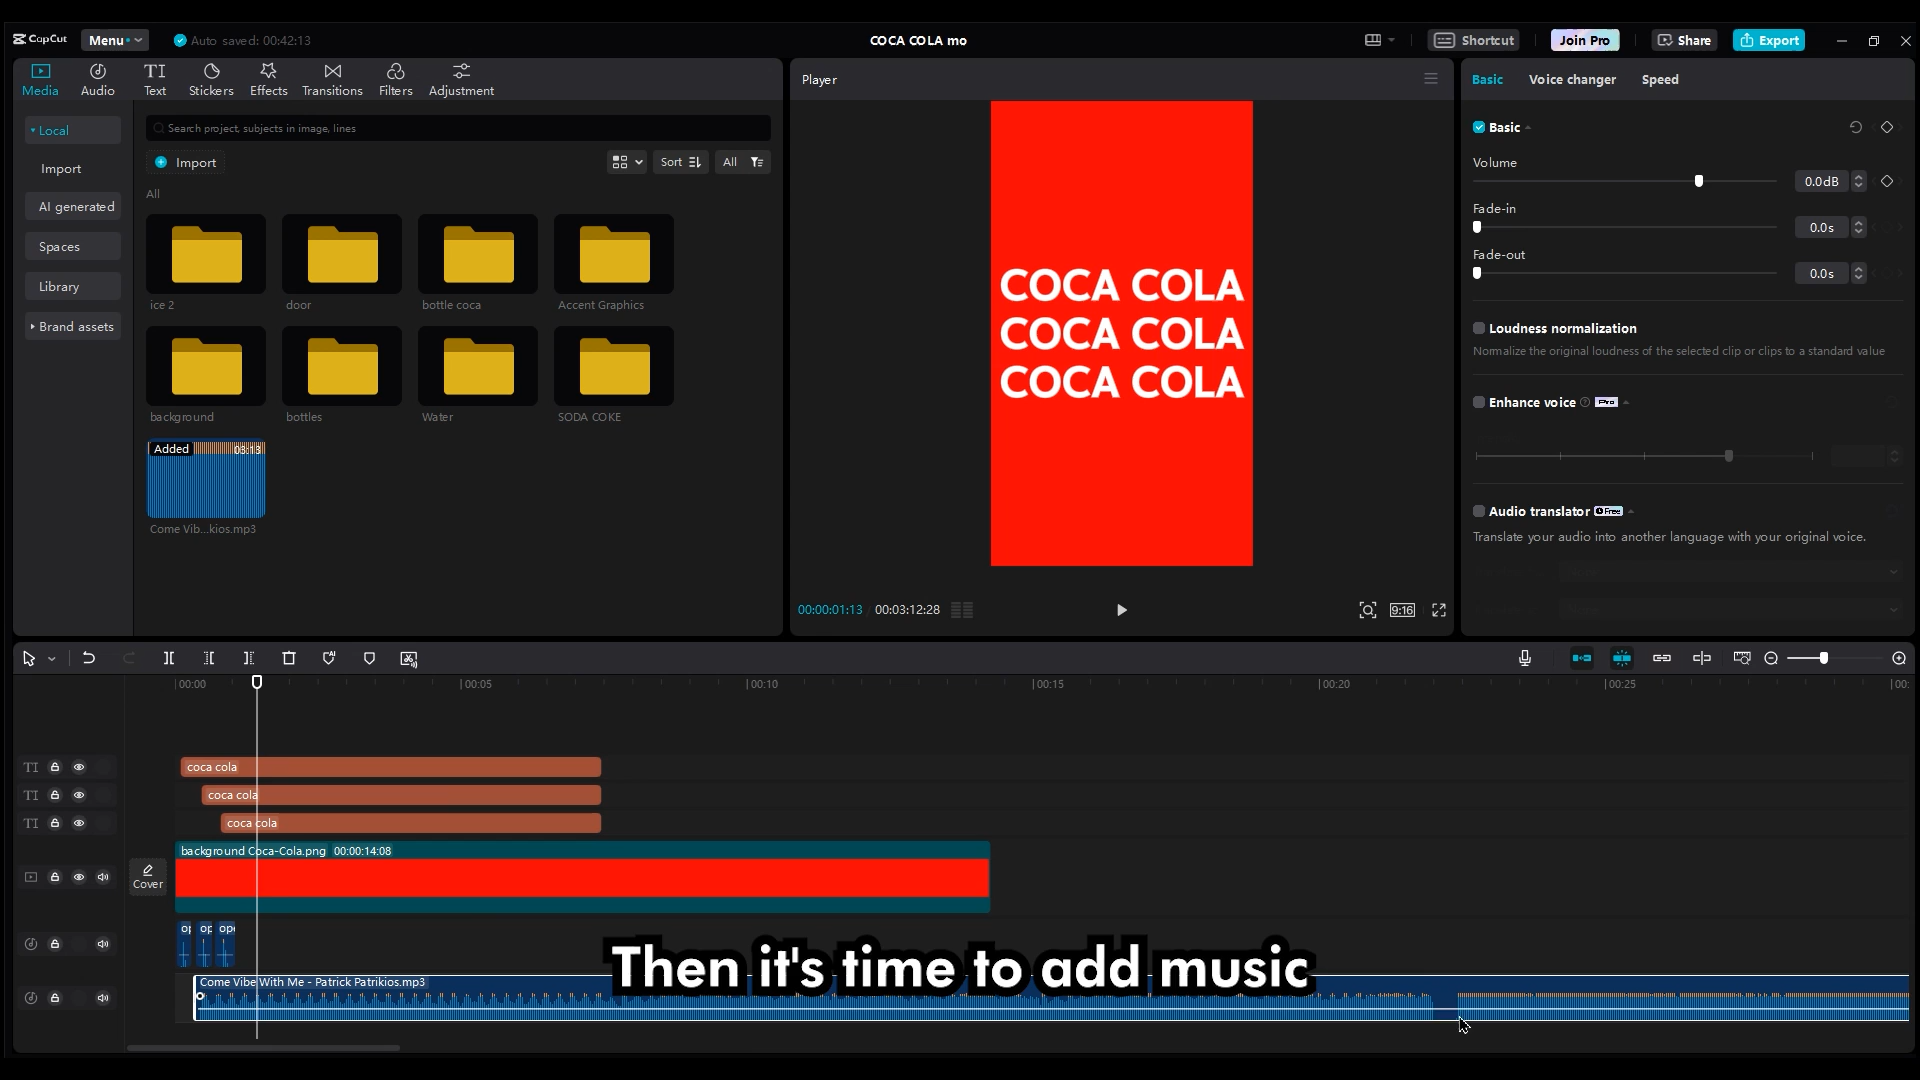 CapCut
Menu
Auto saved: 00:42:13
COCA COLA mo
Shortcut
Join Pro
Share
Export
Media
Audio
TI
Text
Stickers
Effects
Transitions
Filters
Adjustment
Player
Basic
Voice changer
Speed
Local
Import
AI generated
Spaces
Library
Brand assets
Search project, subjects in image, lines
Import
Sort
All
All
ice 2
door
bottle coca
Accent Graphics
background
bottles
Water
SODA COKE
Added
03:13
Come Vib...kios.mp3
COCA COLA
COCA COLA
COCA COLA
00:00:01:13
00:03:12:28
9:16
Basic
Volume
0.0dB
Fade-in
0.0s
Fade-out
0.0s
Loudness normalization
Normalize the original loudness of the selected clip or clips to a standard value
Enhance voice
Pro
Audio translator
Free
Translate your audio into another language with your original voice.
00:00
00:05
00:10
00:15
00:20
00:25
00:
TI
coca cola
TI
coca cola
TI
coca cola
background Coca-Cola.png 00:00:14:08
Cover
op
op
ope
Come Vibe With Me - Patrick Patrikios.mp3
Then it's time to add music